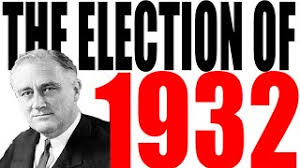 THE ELECTION OF
1932